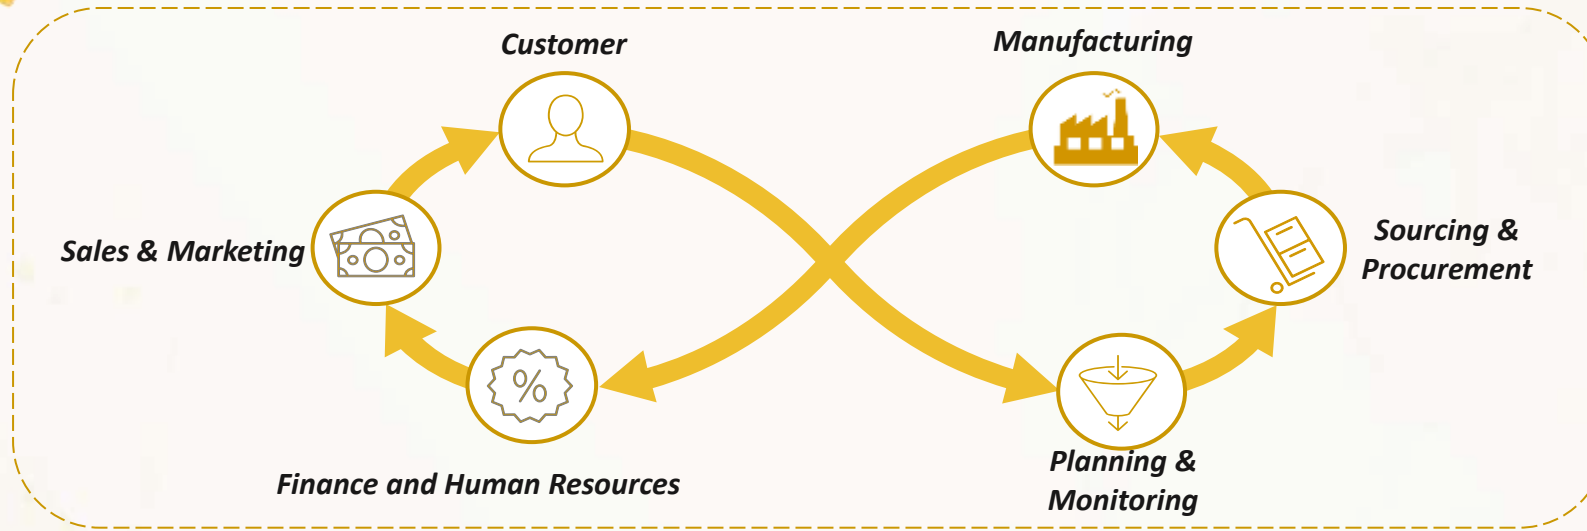 Customer
Manufacturing
Sales & Marketing
Sourcing &
Procurement
%
Finance and Human Resources
Planning &
Monitoring